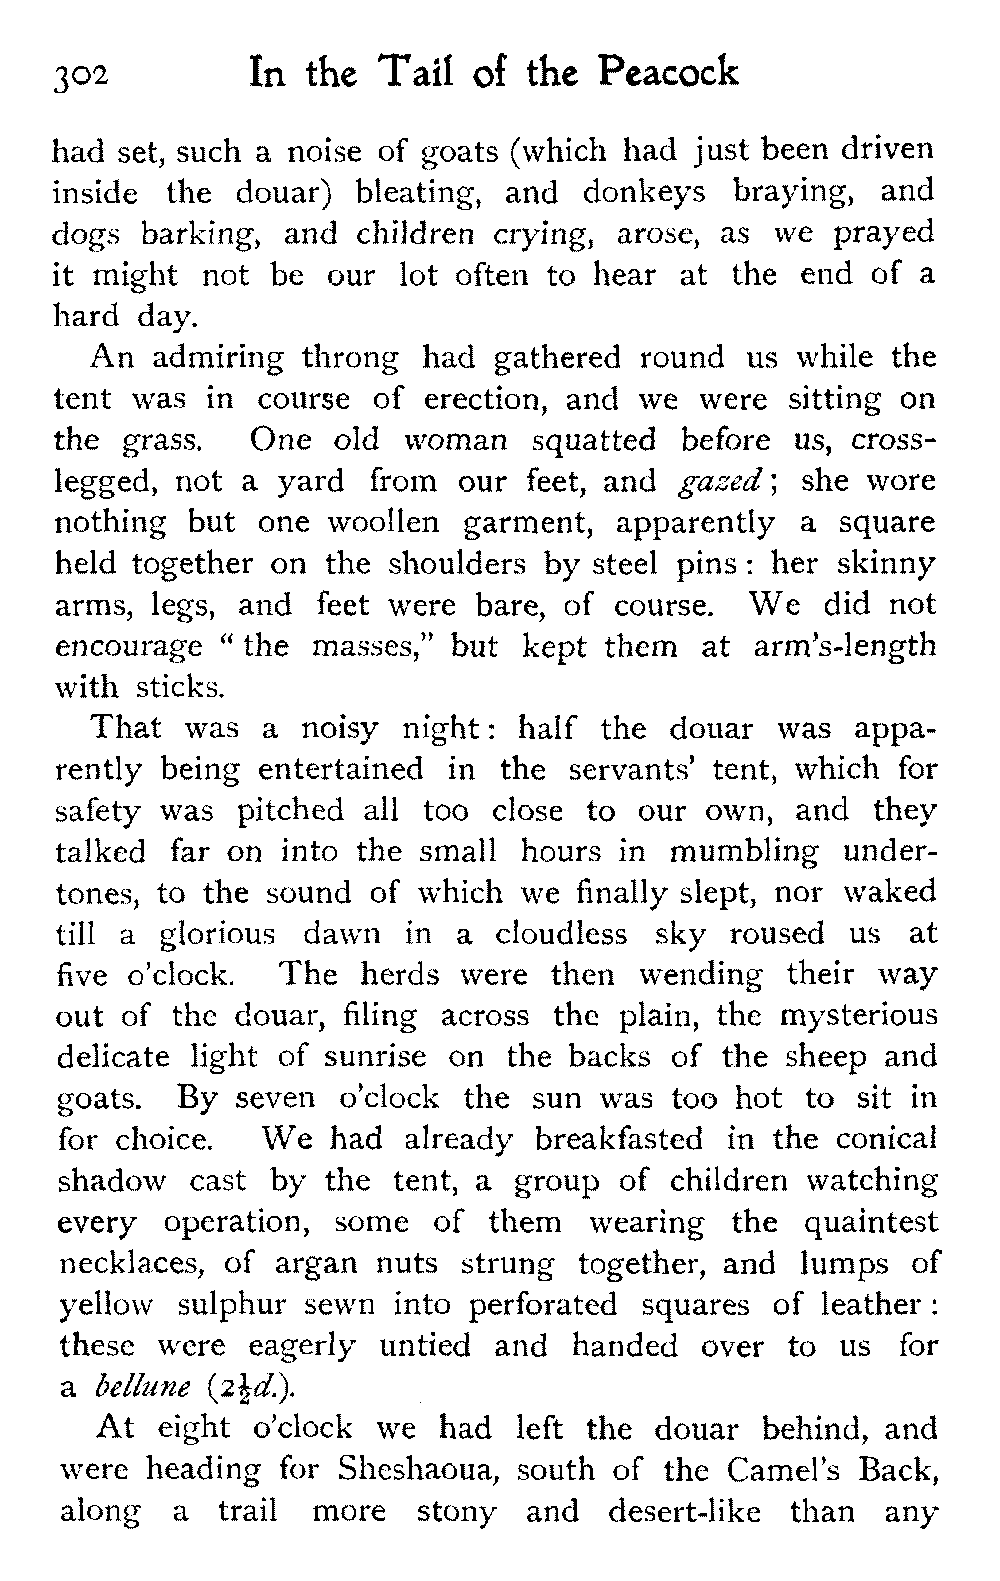 302 In the Tail of the Peacock
had set, such a noise of goats (which had just been driven
inside the douar) bleating, and donkeys braying, and
dogs barking, and children crying, arose, as we prayed
it might not be our lot often to hear at the end of a
hard day.
An admiring throng had gathered round us while the
tent was in course of erection, and we were sitting on
the grass. One old woman squatted before us, cross-
legged, not a yard from our feet, and gazed; she wore
nothing but one woollen garment, apparently a square
held together on the shoulders by steel pins: her skinny
arms, legs, and feet were bare, of course. We did not
encourage “the masses,” but kept them at arm's-length
with sticks.
That was a noisy night: half the douar was appa-
rently being entertained in the servants' tent, which for
safety was pitched all too close to our own, and they
talked far on into the small hours in mumbling under-
tones, to the sound of which we finally slept, nor waked
till a glorious dawn in a cloudless sky roused us at
five o'clock. The herds were then wending their way
out of the douar, filing across the plain, the mysterious
delicate light of sunrise on the backs of the sheep and
goats. By seven o'clock the sun was too hot to sit in
for choice. We had already breakfasted in the conical
shadow cast by the tent, a group of children watching
every operation, some of them wearing the quaintest
necklaces, of argan nuts strung together, and lumps of
yellow sulphur sewn into perforated squares of leather:
these were eagerly untied and handed over to us for
a bellune (2½d.).
At eight o'clock we had left the douar behind, and
were heading for Sheshaoua, south of the Camel's Back,
along a trail more stony and desert-like than any